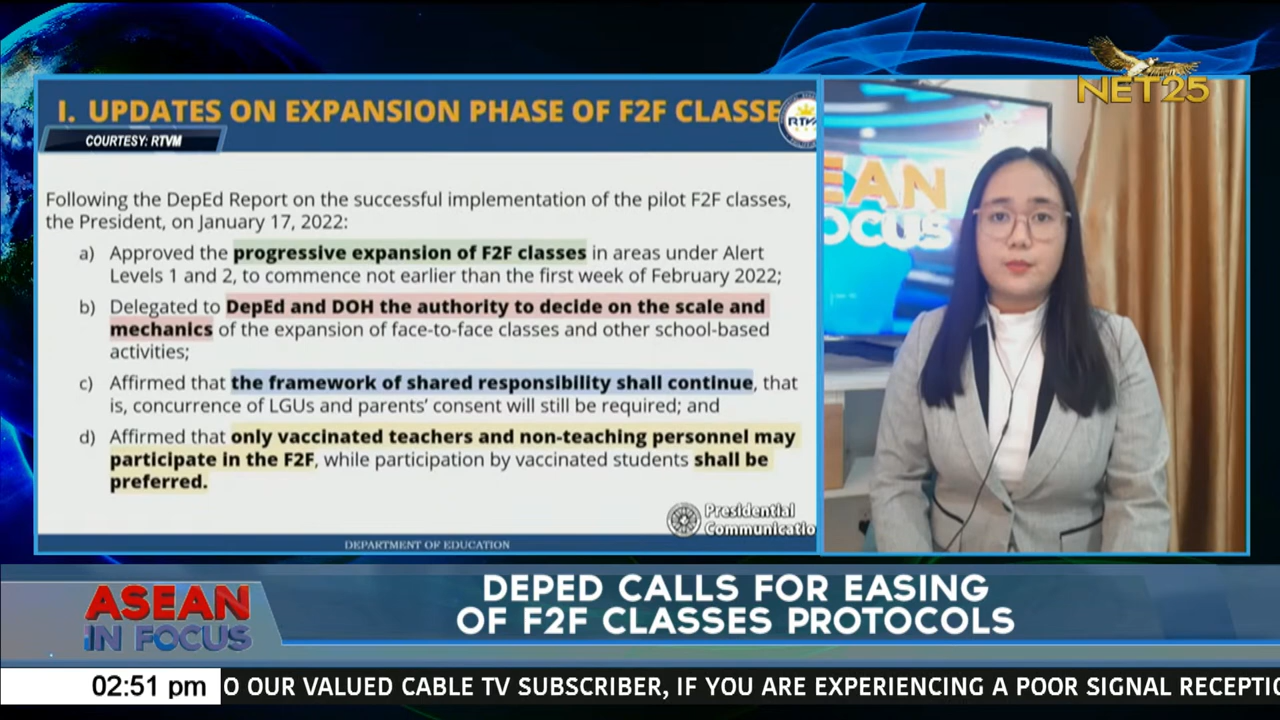 I. UPDATES ON EXPANSION PHASE OF F2F CLASSE
RTVM
COURTESY: RTVM
Following the DepEd Report on the successful implementation of the pilot F2F classes,
the President, on January 17, 2022:
a) Approved the progressive expansion of F2F classes in areas under Alert
Levels 1 and 2, to commence not earlier than the first week of February 2022;
b) Delegated to DepEd and DOH the authority to decide on the scale and
mechanics of the expansion of face-to-face classes and other school-based
activities;
c) Affirmed that the framework of shared responsibility shall continue, that
is, concurrence of LGUs and parents' consent will still be required; and
d) Affirmed that only vaccinated teachers and non-teaching personnel may
participate in the F2F, while participation by vaccinated students shall be
preferred.
Presidential
Communicatio
DEPARTMENT OF EDUCATION
NET25
EAN
OCUS
ASEAN
IN FOCUS
DEPED CALLS FOR EASING
OF F2F CLASSES PROTOCOLS
02:51 pm
O OUR VALUED CABLE TV SUBSCRIBER, IF YOU ARE EXPERIENCING A POOR SIGNAL RECEPTIO